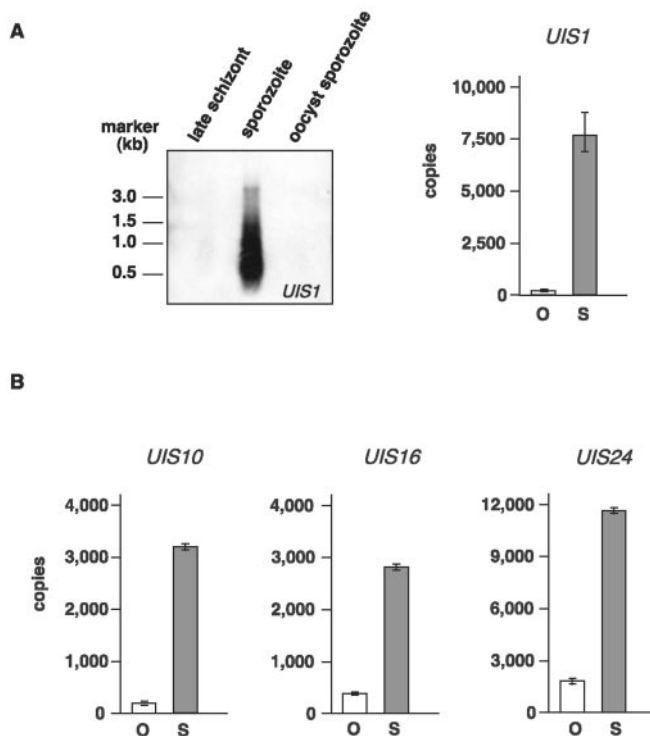 A
UIS1
late schizont
sporozoite
oocyst sporozoite
marker
(kb)
3.0
1.5
1.0
0.5
UIS1
copies
10,000
7,500
5,000
2,500
0
O S
B
UIS10
copies
4,000
3,000
2,000
1,000
0
O S
UIS16
4,000
3,000
2,000
1,000
0
O S
UIS24
12,000
9,000
6,000
3,000
0
O S